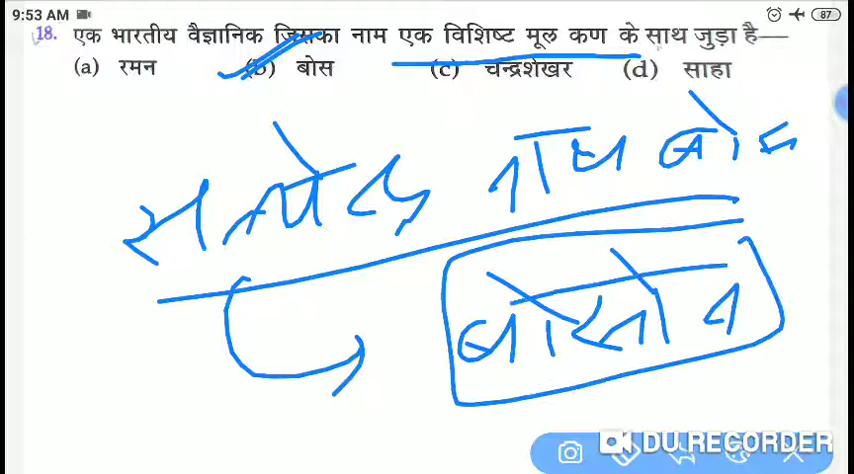 9:53 AM 87
18. एक भारतीय वैज्ञानिक जिसका नाम एक विशिष्ट मूल कण के साथ जुड़ा है—
(a) रमन (b) बोस (c) चन्द्रशेखर (d) साहा
सत्येन्द्र नाथ बोस
बोसोन
DU RECORDER